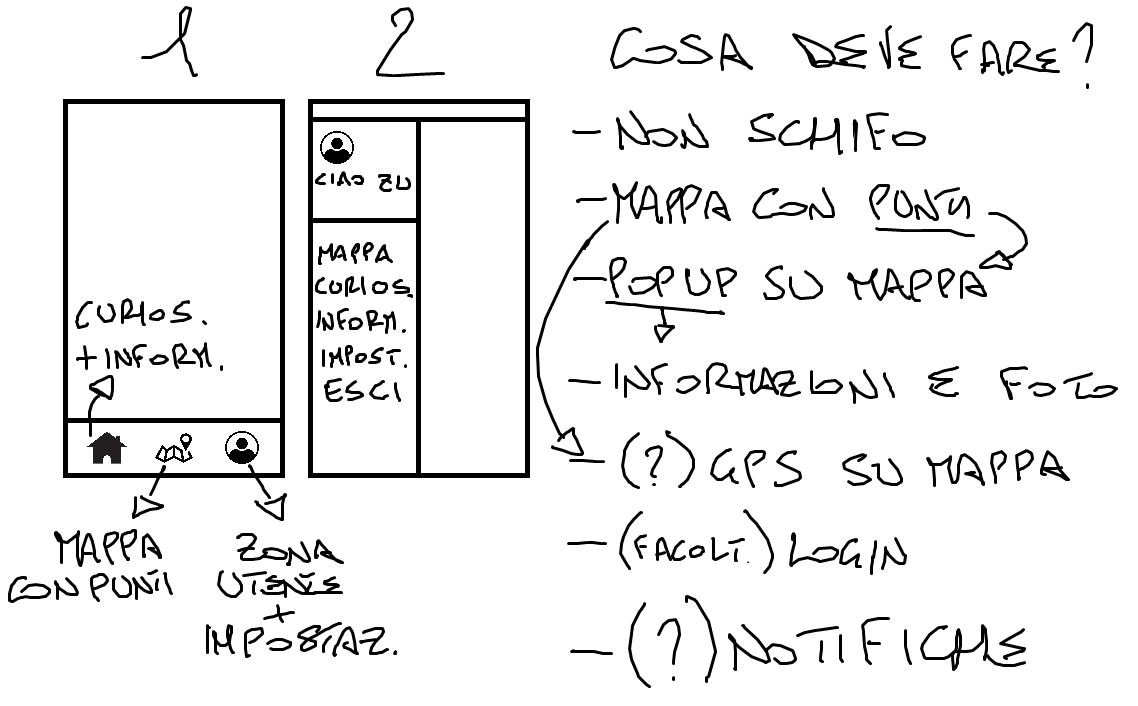 1
2
COSA DEVE FARE?
- NON SCHIFO
- MAPPA CON PUNTI
- POPUP SU MAPPA
- INFORMAZIONI E FOTO
- (?) GPS SU MAPPA
- (FACOLT.) LOGIN
- (?) NOTIFICHE
CURIOS.
+ INFORM.
MAPPA
CON PUNTI
ZONA
UTENTE
+
IMPOSTAZ.
CIAO ZU
MAPPA
CURIOS.
INFORM.
IMPOST.
ESCI